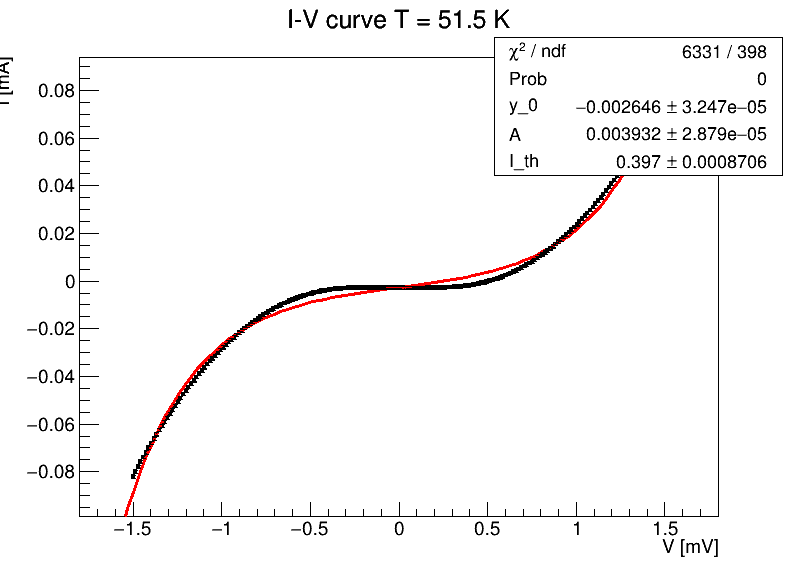 I-V curve T = 51.5 K
I [mA]
χ² / ndf 6331 / 398
Prob 0
y_0 −0.002646 ± 3.247e−05
A 0.003932 ± 2.879e−05
I_th 0.397 ± 0.0008706
0.08
0.06
0.04
0.02
0
−0.02
−0.04
−0.06
−0.08
−1.5 −1 −0.5 0 0.5 1 1.5
V [mV]